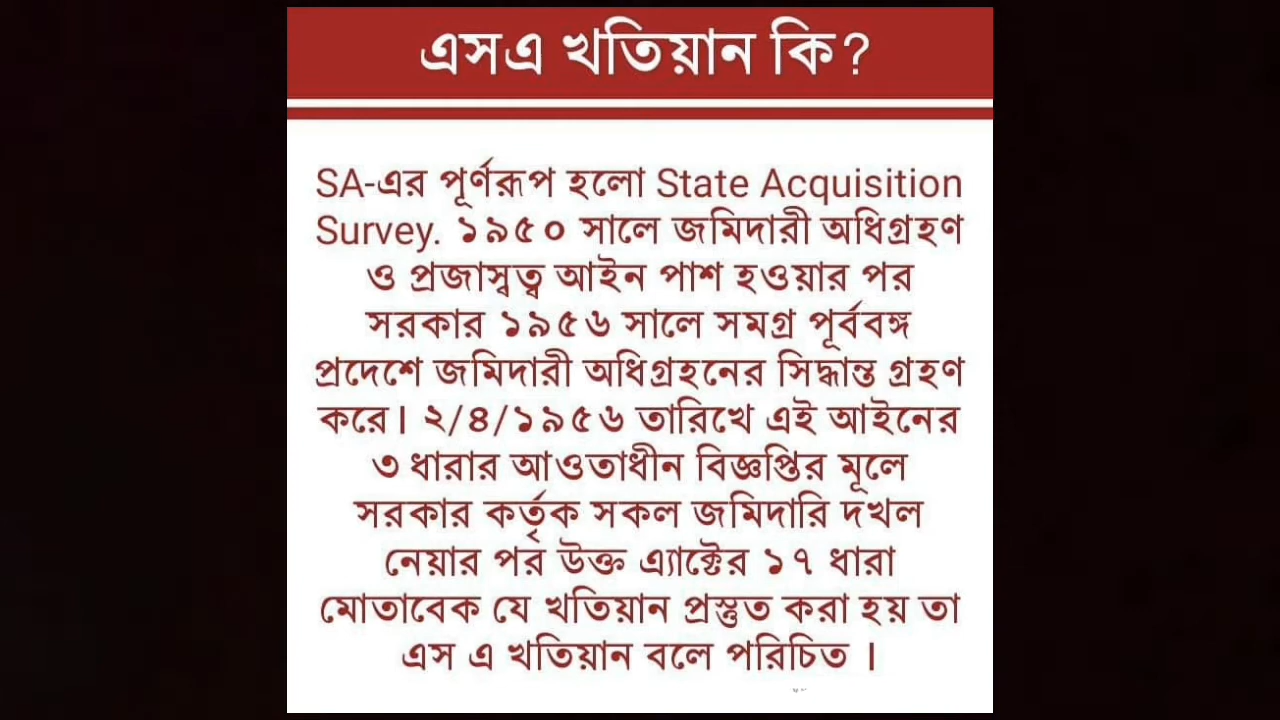 এসএ খতিয়ান কি?
SA-এর পূর্ণরূপ হলো State Acquisition
Survey. ১৯৫০ সালে জমিদারী অধিগ্রহণ
ও প্রজাস্বত্ব আইন পাশ হওয়ার পর
সরকার ১৯৫৬ সালে সমগ্র পূর্ববঙ্গ
প্রদেশে জমিদারী অধিগ্রহনের সিদ্ধান্ত গ্রহণ
করে। ২/৪/১৯৫৬ তারিখে এই আইনের
৩ ধারার আওতাধীন বিজ্ঞপ্তির মূলে
সরকার কর্তৃক সকল জমিদারি দখল
নেয়ার পর উক্ত এ্যাক্টের ১৭ ধারা
মোতাবেক যে খতিয়ান প্রস্তুত করা হয় তা
এস এ খতিয়ান বলে পরিচিত ।